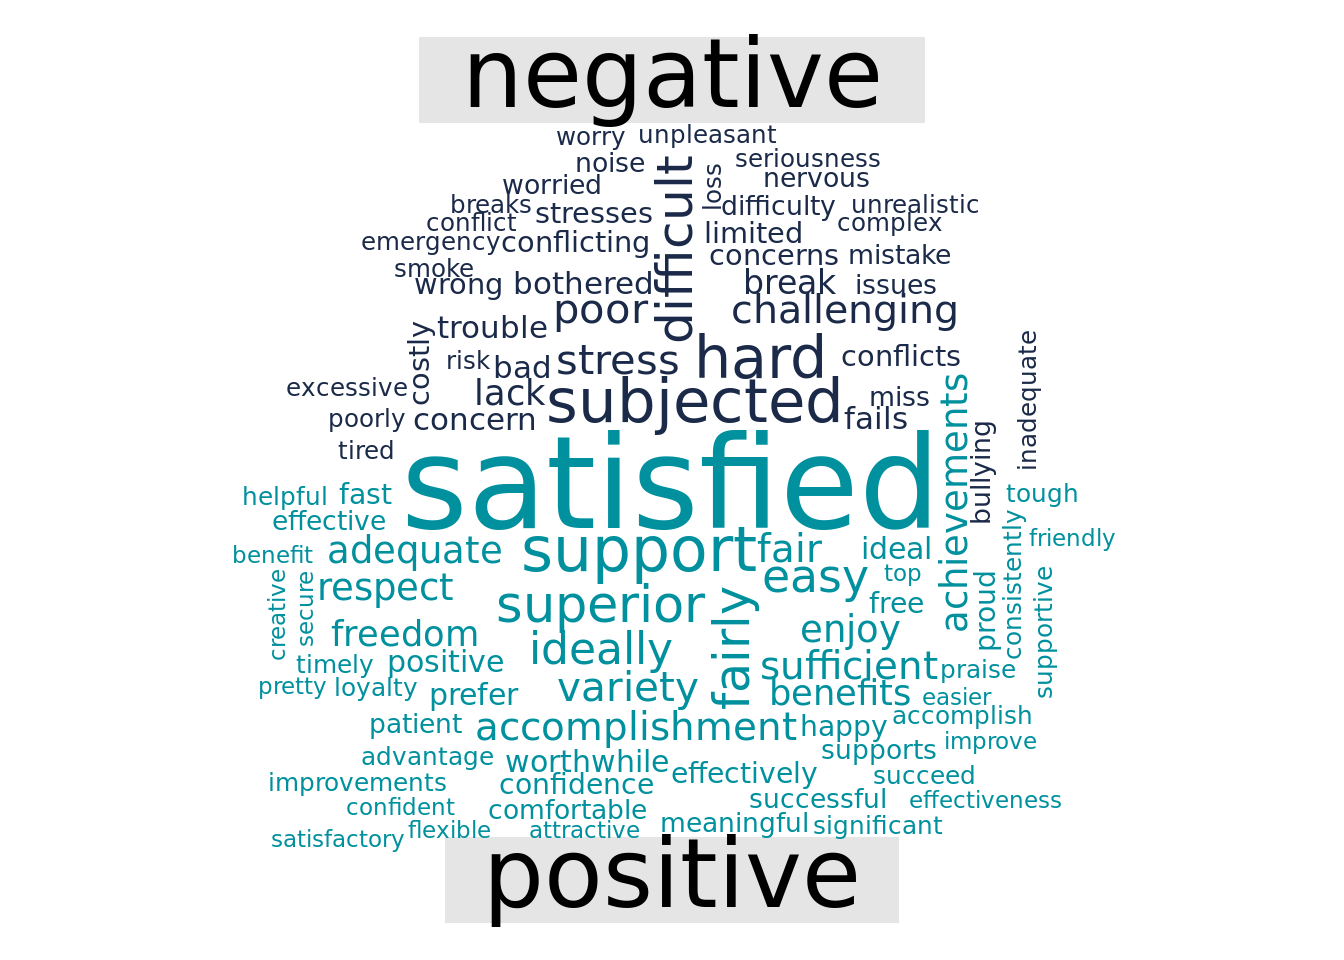 negative
worry unpleasant
noise difficult loss seriousness
worried nervous
breaks stresses difficulty unrealistic
conflict limited complex
emergency conflicting concerns mistake
smoke
wrong bothered break issues
poor challenging
costly trouble
risk bad stress hard conflicts inadequate
excessive lack subjected miss achievements
poorly concern fails bullying
tired
satisfied
helpful fast tough
effective consistently friendly
benefit adequate support fair ideal
creative secure respect easy top proud supportive
superior fairly free
freedom enjoy
timely positive ideally sufficient praise
pretty loyalty prefer variety benefits easier
patient accomplishment happy accomplish
advantage worthwhile supports improve
improvements confidence effectively succeed
confident comfortable successful effectiveness
satisfactory flexible attractive meaningful significant
positive